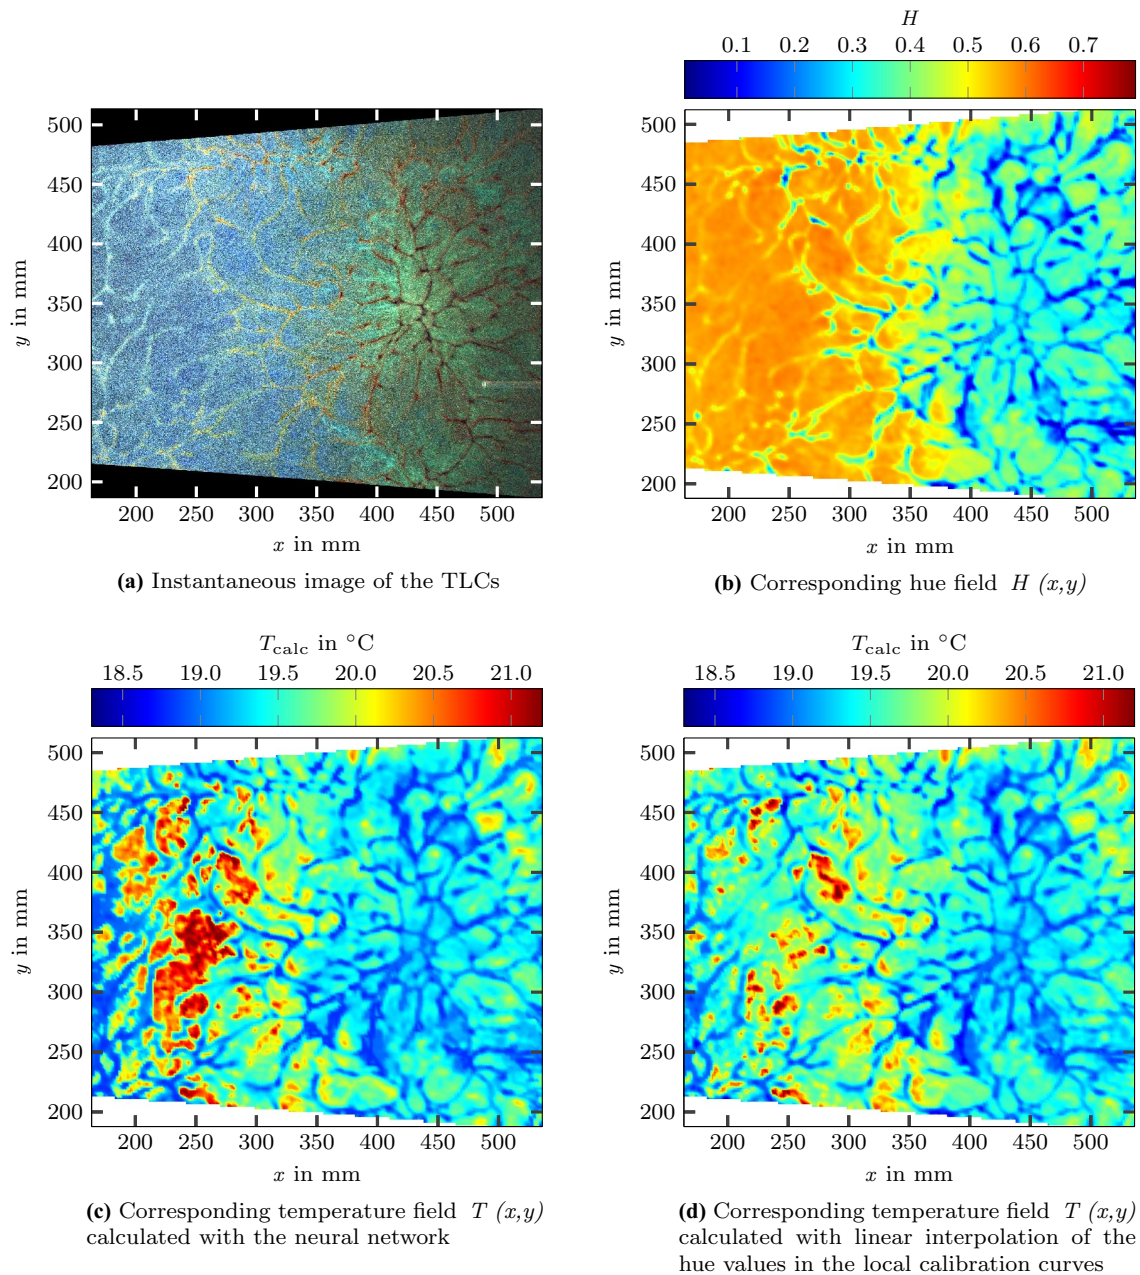 H
0.1 0.2 0.3 0.4 0.5 0.6 0.7
500
450
400
350
300
250
200
y in mm
200 250 300 350 400 450 500
x in mm
(a) Instantaneous image of the TLCs
500
450
400
350
300
250
200
y in mm
200 250 300 350 400 450 500
x in mm
(b) Corresponding hue field H (x,y)
Tcalc in °C
18.5 19.0 19.5 20.0 20.5 21.0
500
450
400
350
300
250
200
y in mm
200 250 300 350 400 450 500
x in mm
(c) Corresponding temperature field T (x,y)
calculated with the neural network
Tcalc in °C
18.5 19.0 19.5 20.0 20.5 21.0
500
450
400
350
300
250
200
y in mm
200 250 300 350 400 450 500
x in mm
(d) Corresponding temperature field T (x,y)
calculated with linear interpolation of the
hue values in the local calibration curves